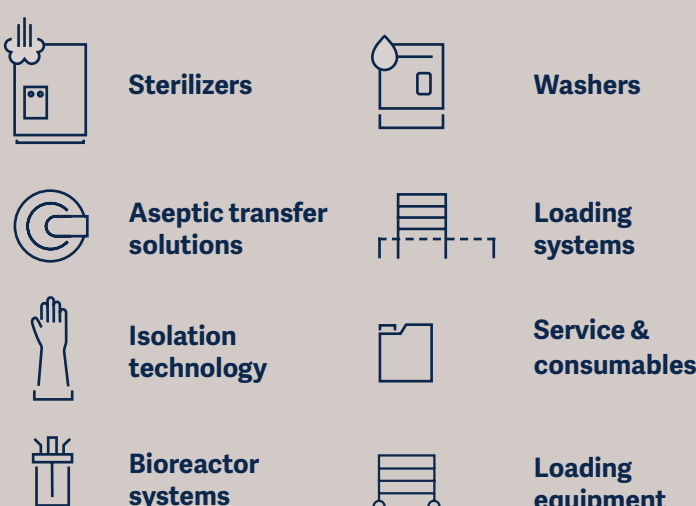 Sterilizers
Washers
Aseptic transfer
solutions
Loading
systems
Isolation
technology
Service &
consumables
Bioreactor
systems
Loading
equipment